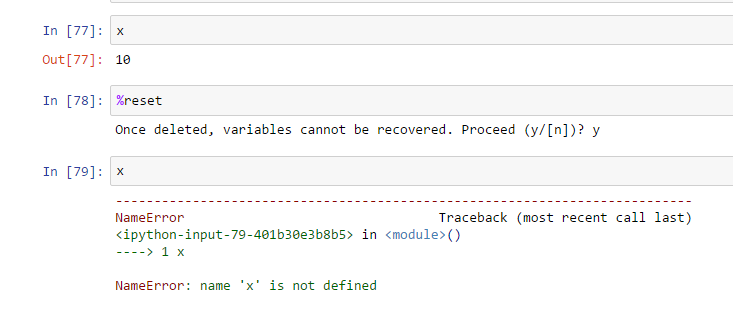 In [77]: x
Out[77]: 10
In [78]: %reset
Once deleted, variables cannot be recovered. Proceed (y/[n])? y
In [79]: x
---------------------------------------------------------------------------
NameError                                 Traceback (most recent call last)
<ipython-input-79-401b30e3b8b5> in <module>()
----> 1 x
NameError: name 'x' is not defined